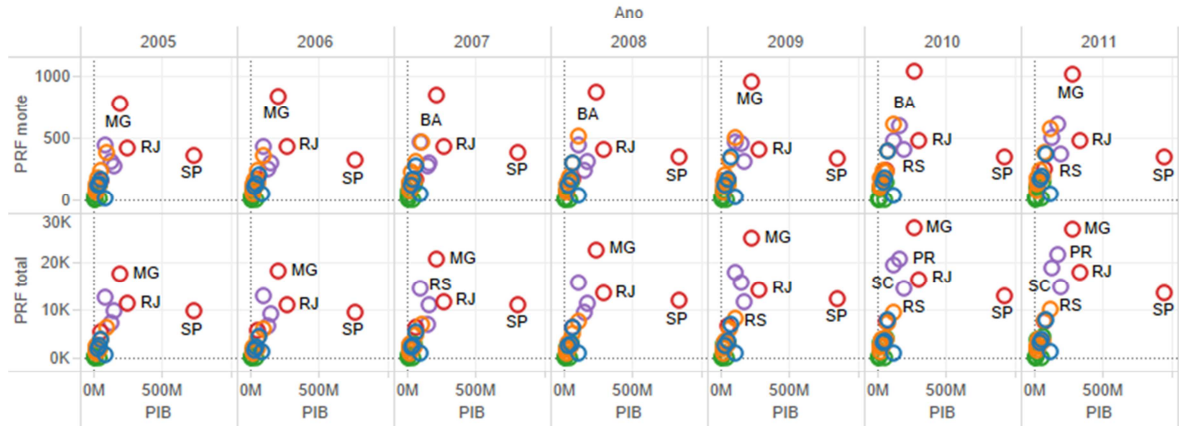 Ano
2005 2006 2007 2008 2009 2010 2011
PRF morte
1000
500
0
MG RJ SP
MG RJ SP
BA RJ SP
BA RJ SP
MG RJ SP
BA RJ RS SP
MG RJ RS SP
PRF total
30K
20K
10K
0K
MG RJ SP
MG RJ SP
MG RS RJ SP
MG RJ SP
MG RJ RS SP
MG PR SC RJ RS SP
MG PR RJ SC RS SP
0M 500M 0M 500M 0M 500M 0M 500M 0M 500M 0M 500M 0M 500M
PIB PIB PIB PIB PIB PIB PIB